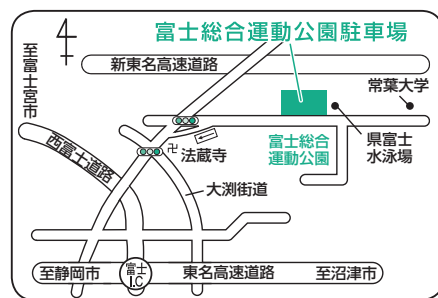 富士総合運動公園駐車場
至富士宮市
新東名高速道路
常葉大学
西富士道路
卍 法蔵寺
富士総合
運動公園
県富士
水泳場
大渕街道
至静岡市
富士
I.C
東名高速道路
至沼津市